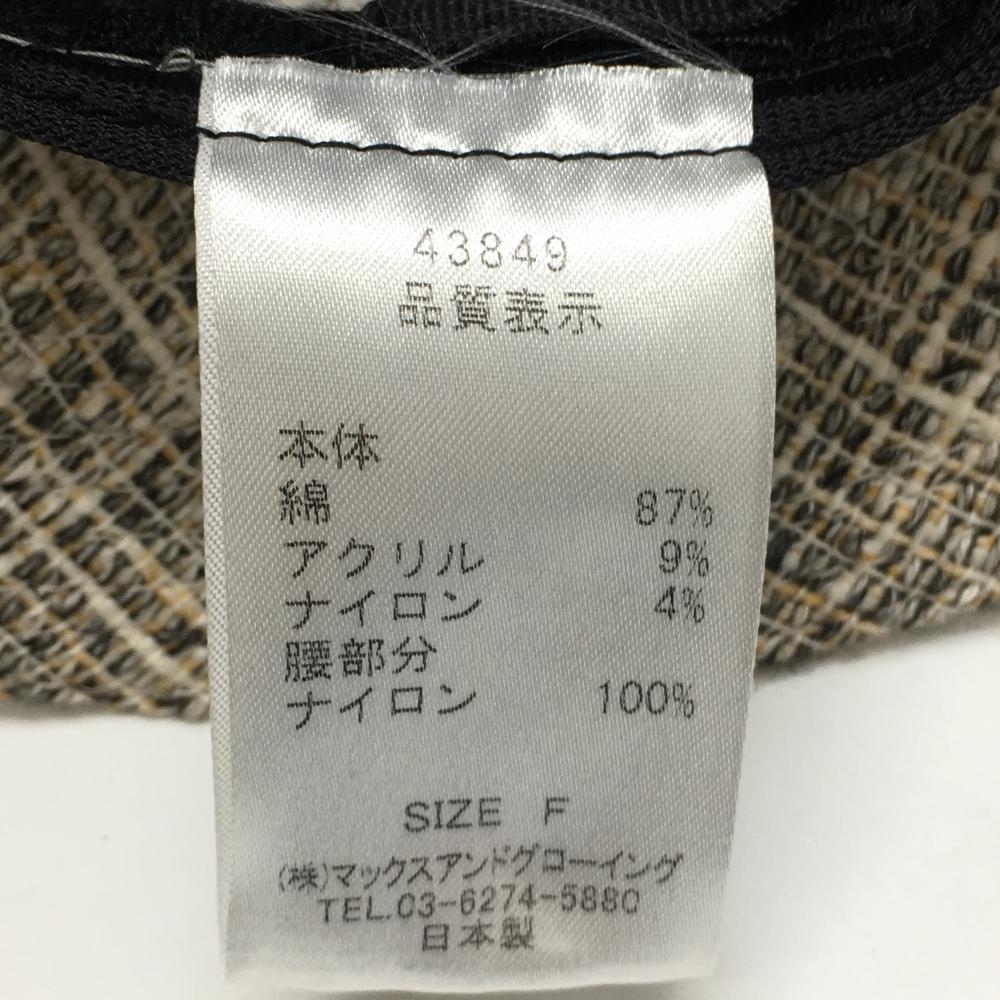 43849
品質表示
本体
綿 87%
アクリル 9%
ナイロン 4%
腰部分
ナイロン 100%
SIZE F
(株)マックスアンドグローイング
TEL.03-6274-5880
日本製